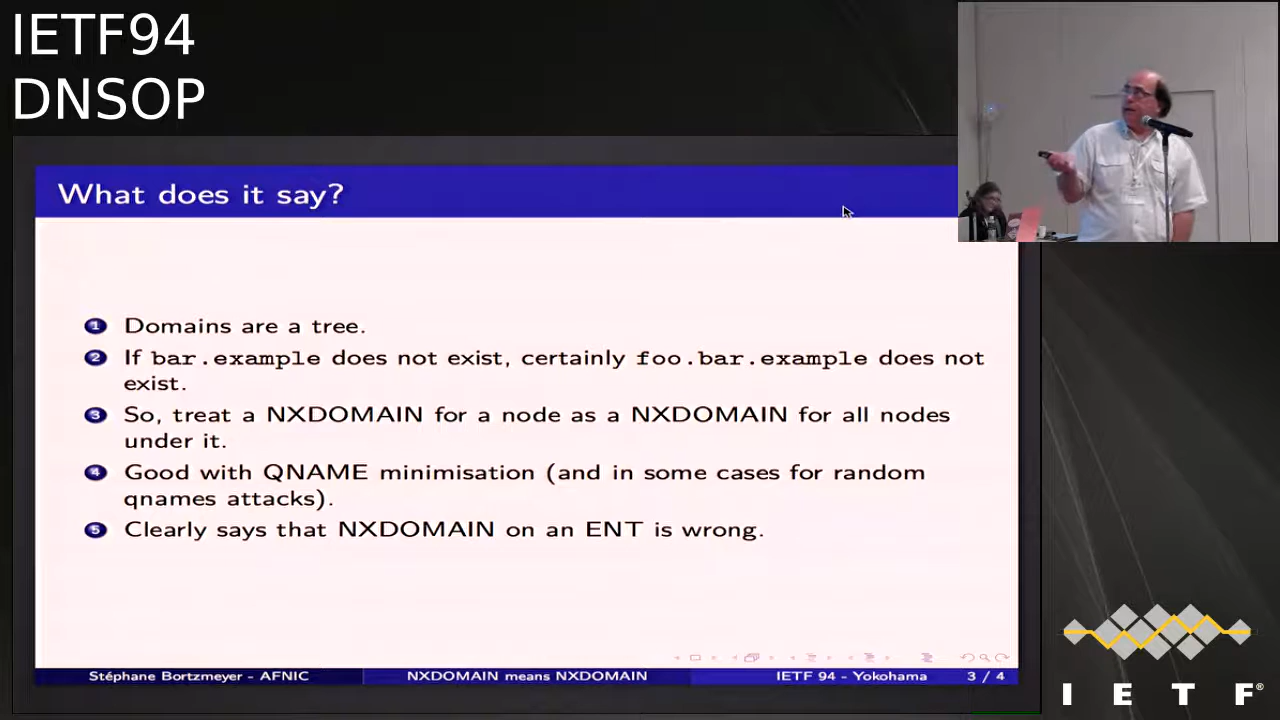 IETF94
DNSOP
What does it say?
1 Domains are a tree.
2 If bar.example does not exist, certainly foo.bar.example does not
exist.
3 So, treat a NXDOMAIN for a node as a NXDOMAIN for all nodes
under it.
4 Good with QNAME minimisation (and in some cases for random
qnames attacks).
5 Clearly says that NXDOMAIN on an ENT is wrong.
Stéphane Bortzmeyer - AFNIC NXDOMAIN means NXDOMAIN IETF 94 - Yokohama 3 / 4
I E T F®